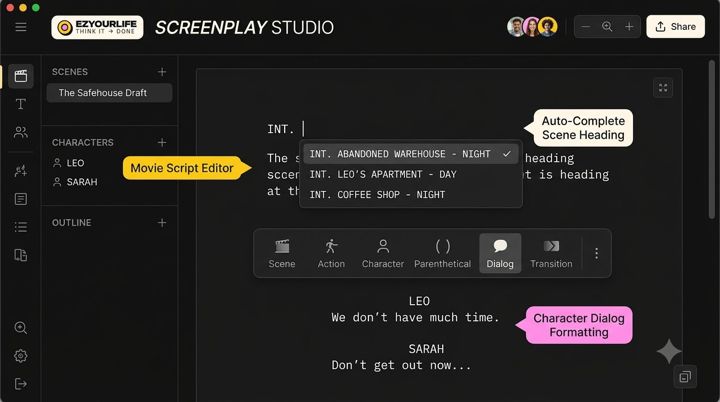 EZYOURLIFE
THINK IT → DONE
SCREENPLAY STUDIO
Share
SCENES
The Safehouse Draft
CHARACTERS
LEO
SARAH
OUTLINE
Movie Script Editor
INT.
Auto-Complete
Scene Heading
INT. ABANDONED WAREHOUSE - NIGHT
INT. LEO'S APARTMENT - DAY
INT. COFFEE SHOP - NIGHT
The s
heading
sccen
t is heading
at th
Scene
Action
Character
( )
Parenthetical
Dialog
Transition
LEO
We don't have much time.
SARAH
Don't get out now...
Character Dialog
Formatting